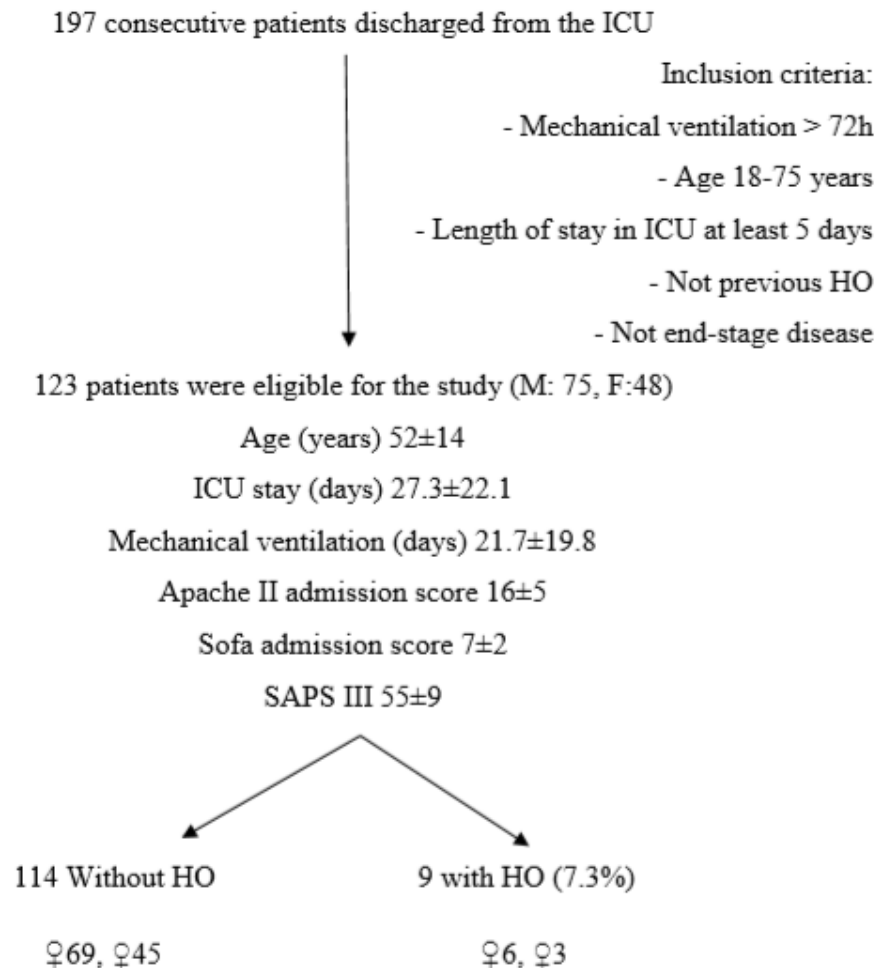 197 consecutive patients discharged from the ICU
Inclusion criteria:
- Mechanical ventilation > 72h
- Age 18-75 years
- Length of stay in ICU at least 5 days
- Not previous HO
- Not end-stage disease
123 patients were eligible for the study (M: 75, F:48)
Age (years) 52±14
ICU stay (days) 27.3±22.1
Mechanical ventilation (days) 21.7±19.8
Apache II admission score 16±5
Sofa admission score 7±2
SAPS III 55±9
114 Without HO
9 with HO (7.3%)
♀69, ♀45
♀6, ♀3